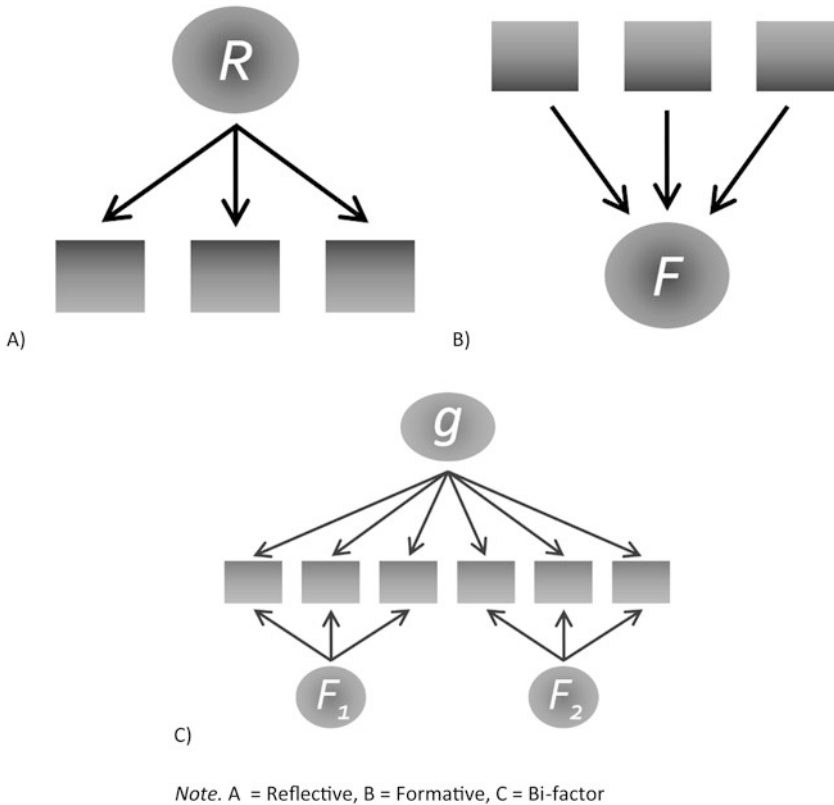 R
F
A)
B)
g
F1
F2
C)
Note. A = Reflective, B = Formative, C = Bi-factor